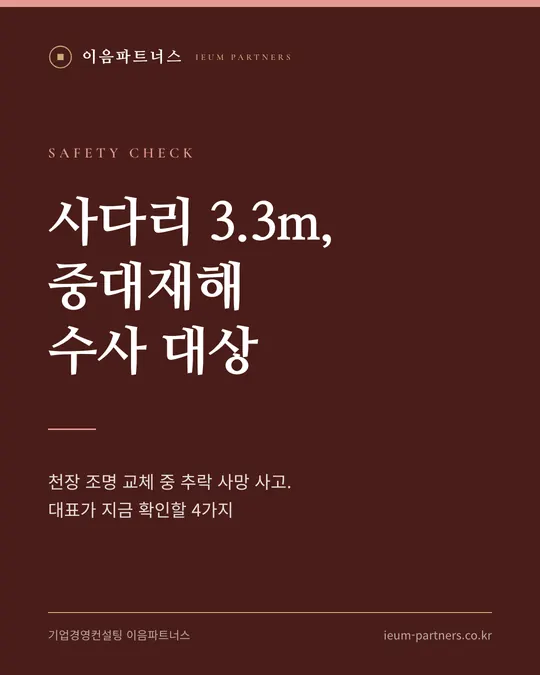 이음파트너스 IEUM PARTNERS
SAFETY CHECK
사다리 3.3m,
중대재해
수사 대상
천장 조명 교체 중 추락 사망 사고.
대표가 지금 확인할 4가지
기업경영컨설팅 이음파트너스
ieum-partners.co.kr